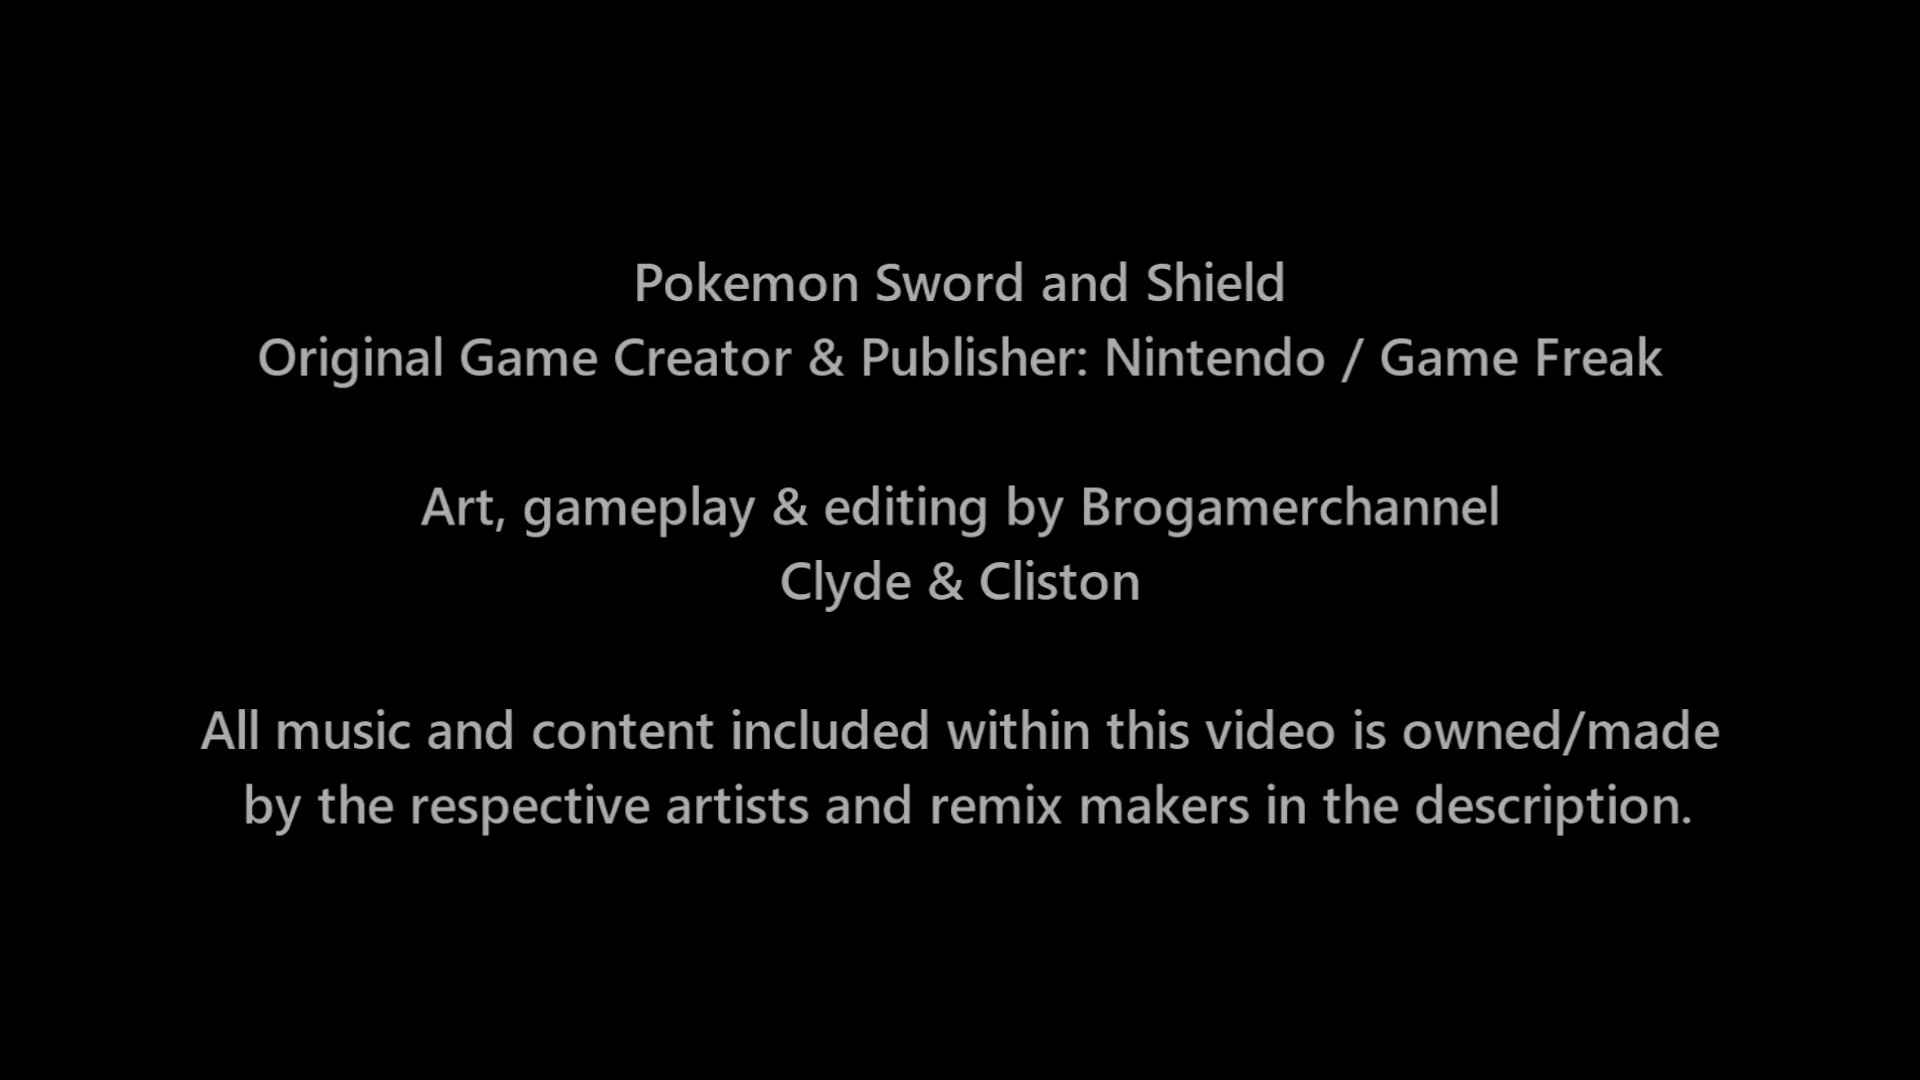 Pokemon Sword and Shield
Original Game Creator & Publisher: Nintendo / Game Freak
Art, gameplay & editing by Brogamerchannel
Clyde & Cliston
All music and content included within this video is owned/made
by the respective artists and remix makers in the description.